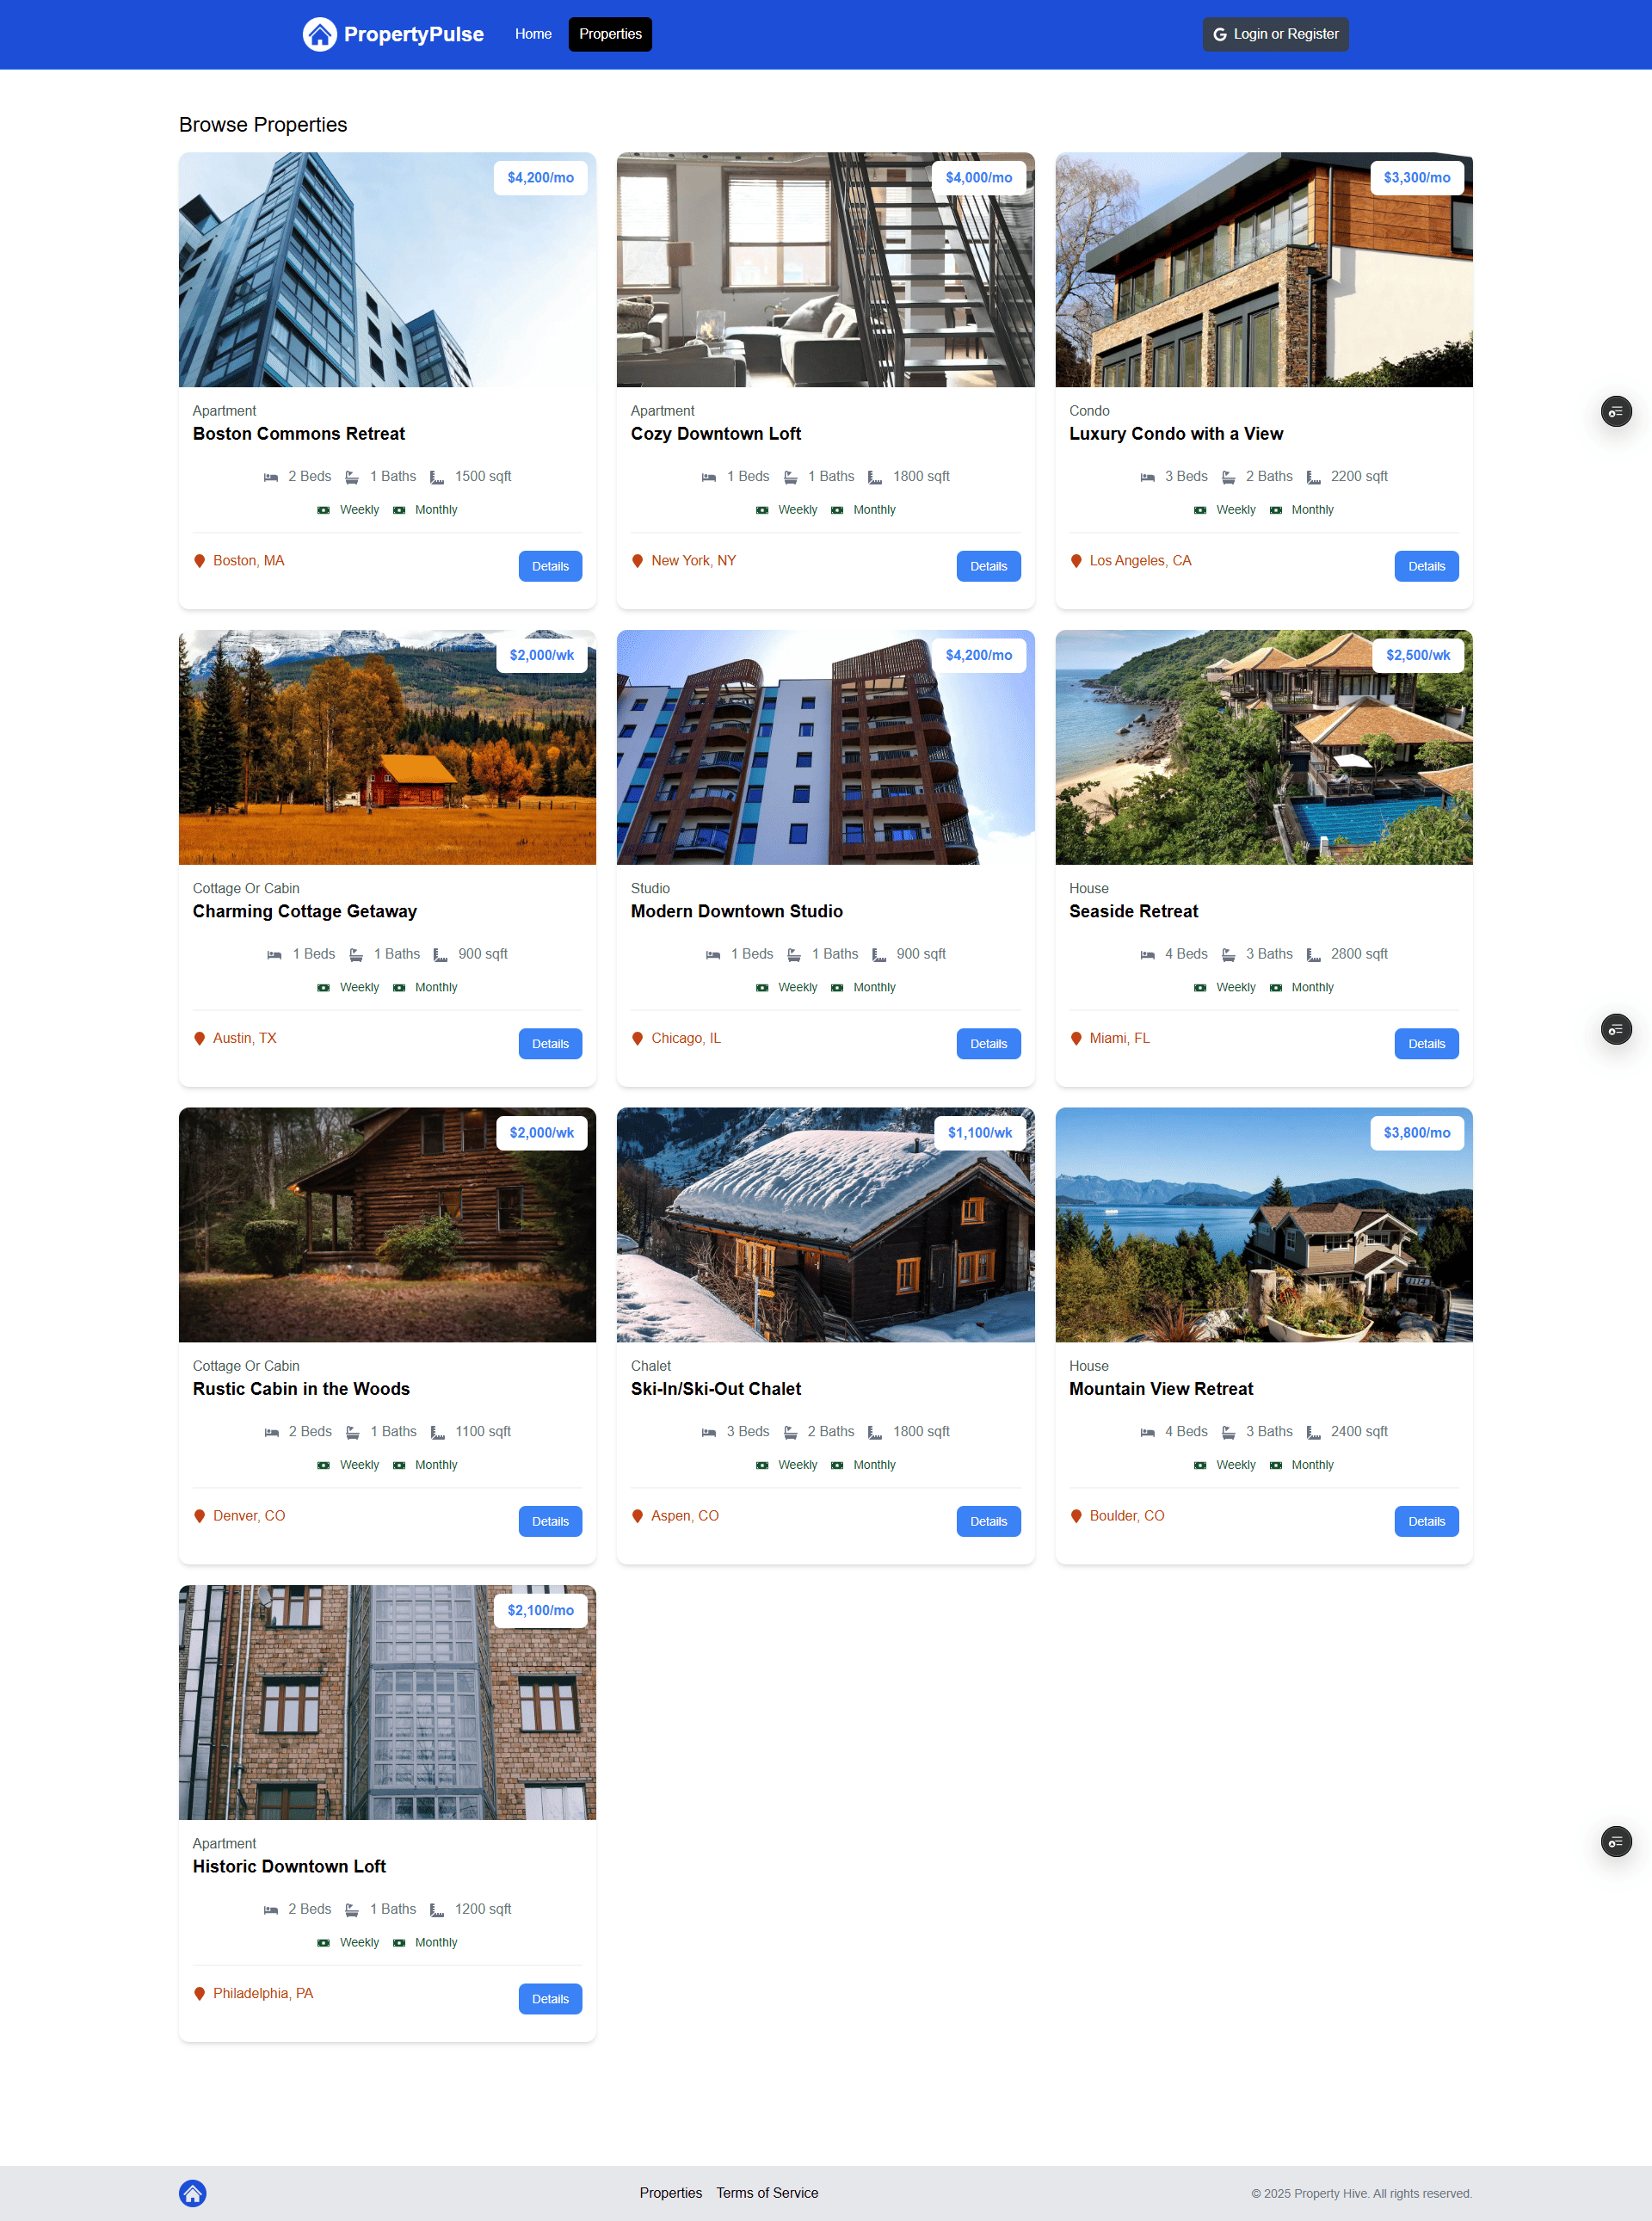 PropertyPulse
Home
Properties
Login or Register
Browse Properties
$4,200/mo
Apartment
Boston Commons Retreat
2 Beds 1 Baths 1500 sqft
Weekly Monthly
Boston, MA
Details
$4,000/mo
Apartment
Cozy Downtown Loft
1 Beds 1 Baths 1800 sqft
Weekly Monthly
New York, NY
Details
$3,300/mo
Condo
Luxury Condo with a View
3 Beds 2 Baths 2200 sqft
Weekly Monthly
Los Angeles, CA
Details
$2,000/wk
Cottage Or Cabin
Charming Cottage Getaway
1 Beds 1 Baths 900 sqft
Weekly Monthly
Austin, TX
Details
$4,200/mo
Studio
Modern Downtown Studio
1 Beds 1 Baths 900 sqft
Weekly Monthly
Chicago, IL
Details
$2,500/wk
House
Seaside Retreat
4 Beds 3 Baths 2800 sqft
Weekly Monthly
Miami, FL
Details
$2,000/wk
Cottage Or Cabin
Rustic Cabin in the Woods
2 Beds 1 Baths 1100 sqft
Weekly Monthly
Denver, CO
Details
$1,100/wk
Chalet
Ski-In/Ski-Out Chalet
3 Beds 2 Baths 1800 sqft
Weekly Monthly
Aspen, CO
Details
$3,800/mo
House
Mountain View Retreat
4 Beds 3 Baths 2400 sqft
Weekly Monthly
Boulder, CO
Details
$2,100/mo
Apartment
Historic Downtown Loft
2 Beds 1 Baths 1200 sqft
Weekly Monthly
Philadelphia, PA
Details
Properties Terms of Service
© 2025 Property Hive. All rights reserved.